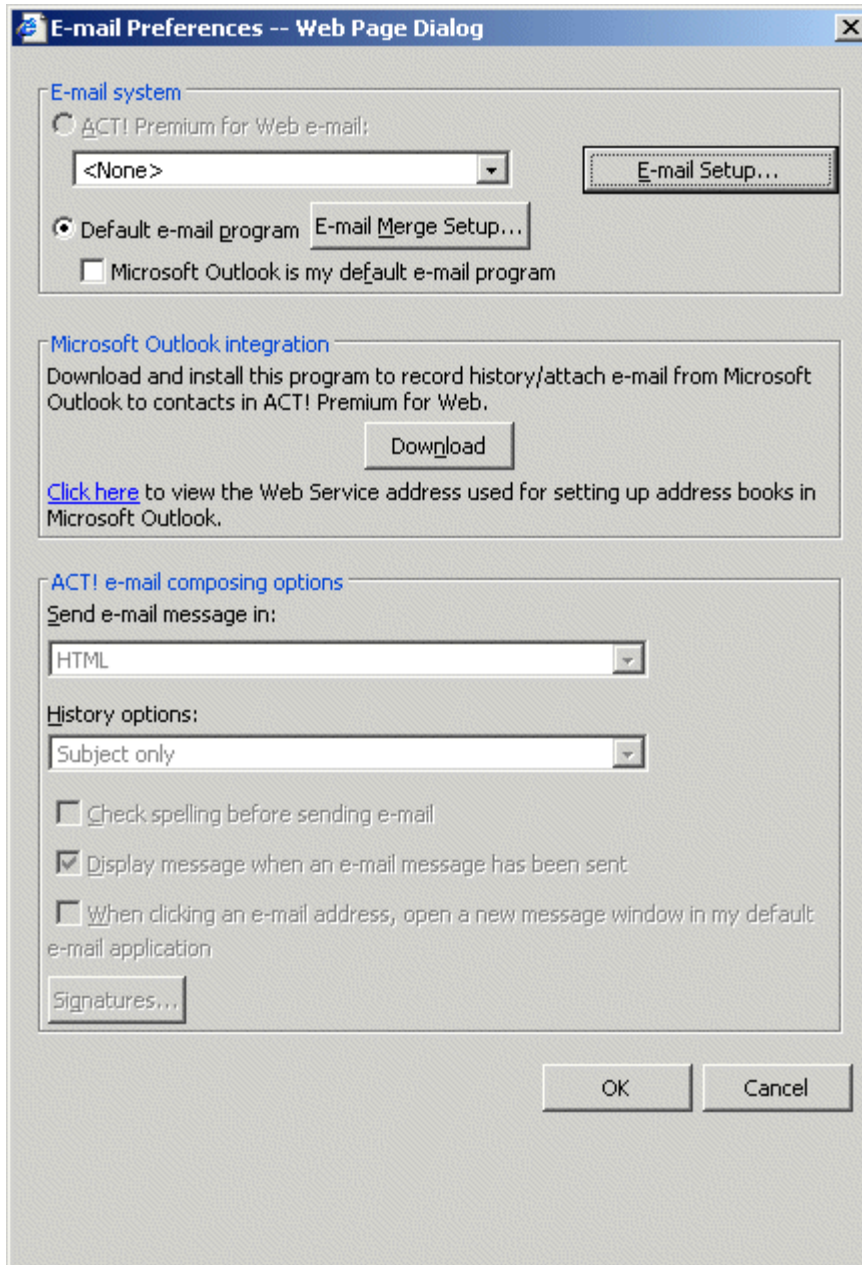 E-mail Preferences -- Web Page Dialog
E-mail system
ACT! Premium for Web e-mail:
<None>
E-mail Setup...
Default e-mail program
E-mail Merge Setup...
Microsoft Outlook is my default e-mail program
Microsoft Outlook integration
Download and install this program to record history/attach e-mail from Microsoft
Outlook to contacts in ACT! Premium for Web.
Download
Click here to view the Web Service address used for setting up address books in
Microsoft Outlook.
ACT! e-mail composing options
Send e-mail message in:
HTML
History options:
Subject only
Check spelling before sending e-mail
Display message when an e-mail message has been sent
When clicking an e-mail address, open a new message window in my default
e-mail application
Signatures...
OK
Cancel